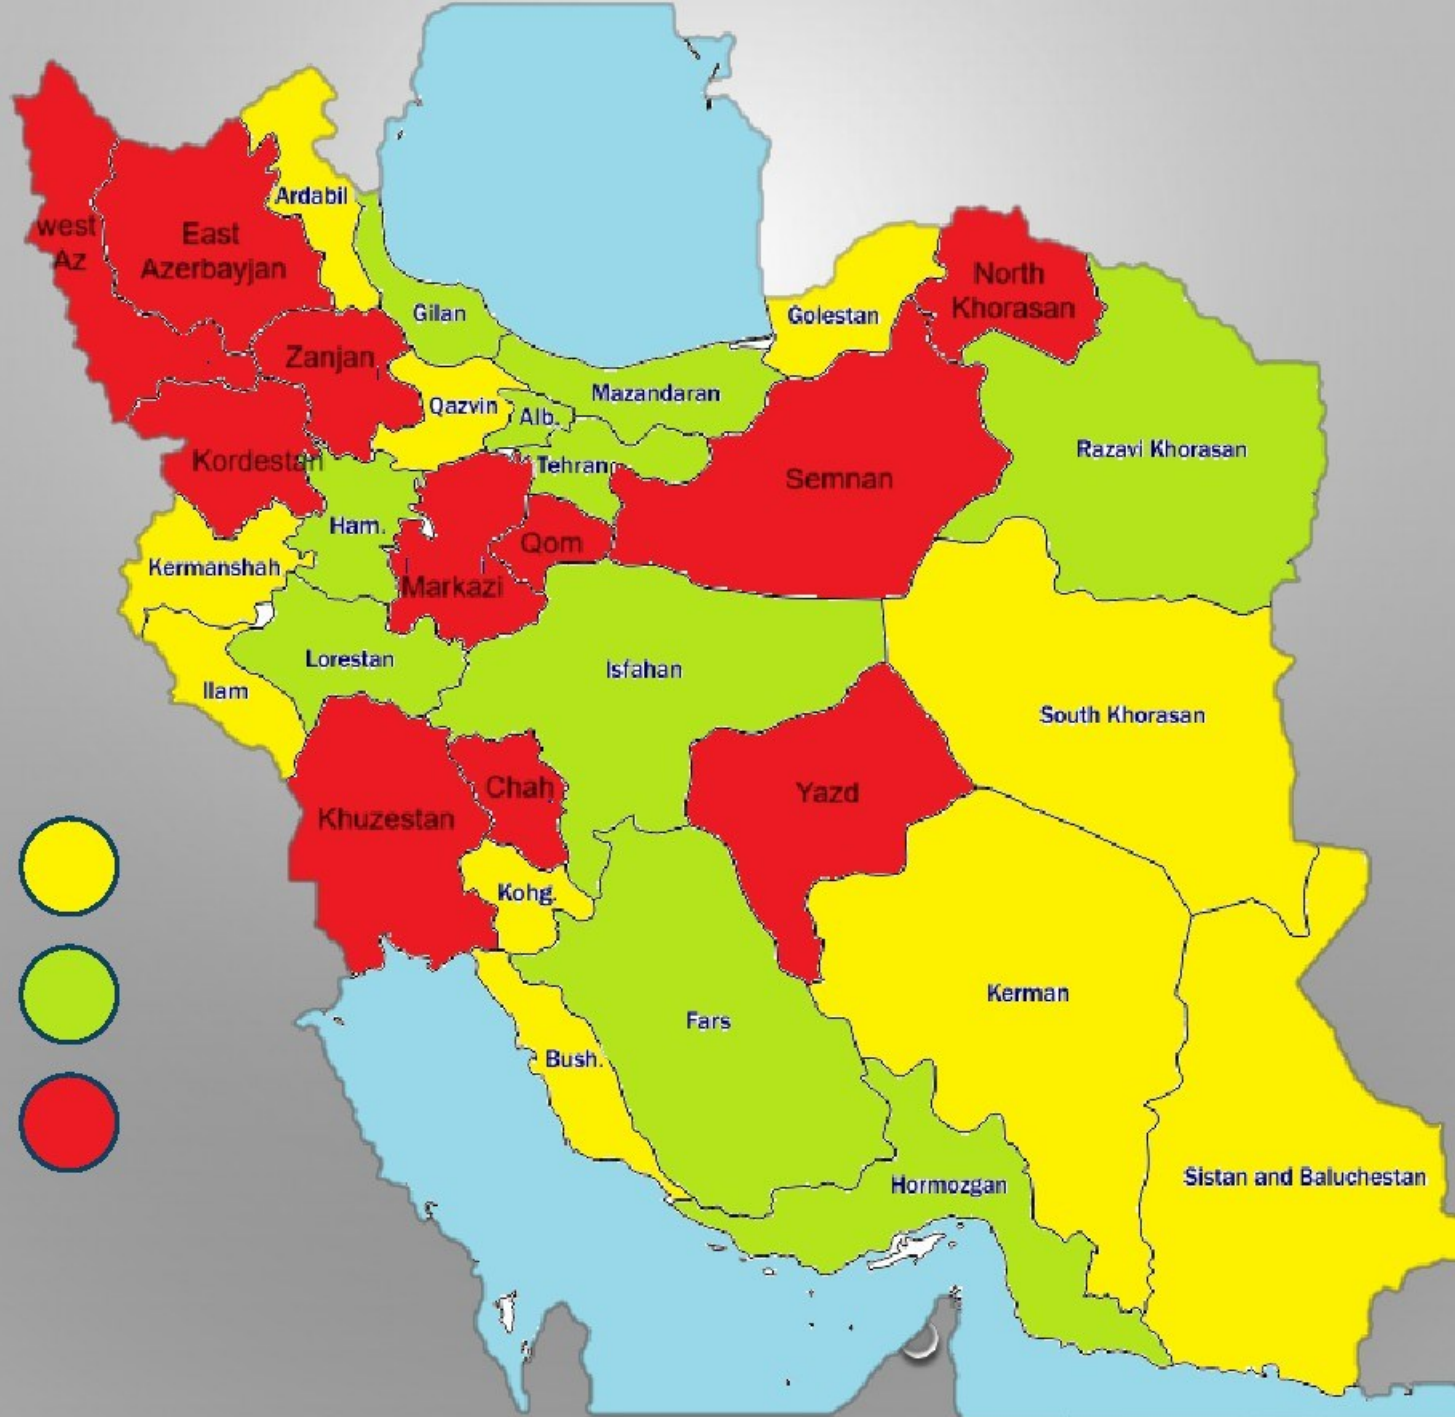 Ardabil
west
Az
East
Azerbayjan
North
Khorasan
Gilan
Golestan
Zanjan
Mazandaran
Qazvin
Alb.
Razavi Khorasan
Kordestan
Tehran
Semnan
Ham.
Qom
Kermanshah
Markazi
Lorestan
Isfahan
Ilam
South Khorasan
Chah
Yazd
Khuzestan
Kohg.
Kerman
Fars
Bush.
Sistan and Baluchestan
Hormozgan